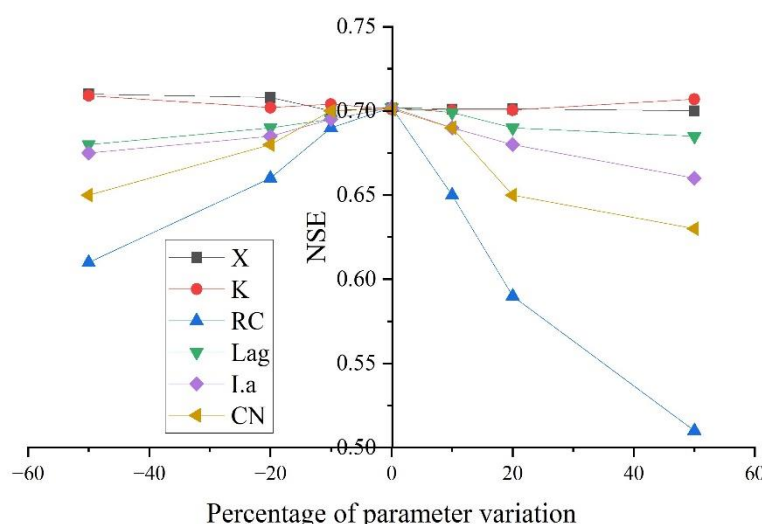 0.75
0.70
0.65
0.60
0.55
0.50
NSE
X
K
RC
Lag
I.a
CN
−60 −40 −20 0 20 40 60
Percentage of parameter variation